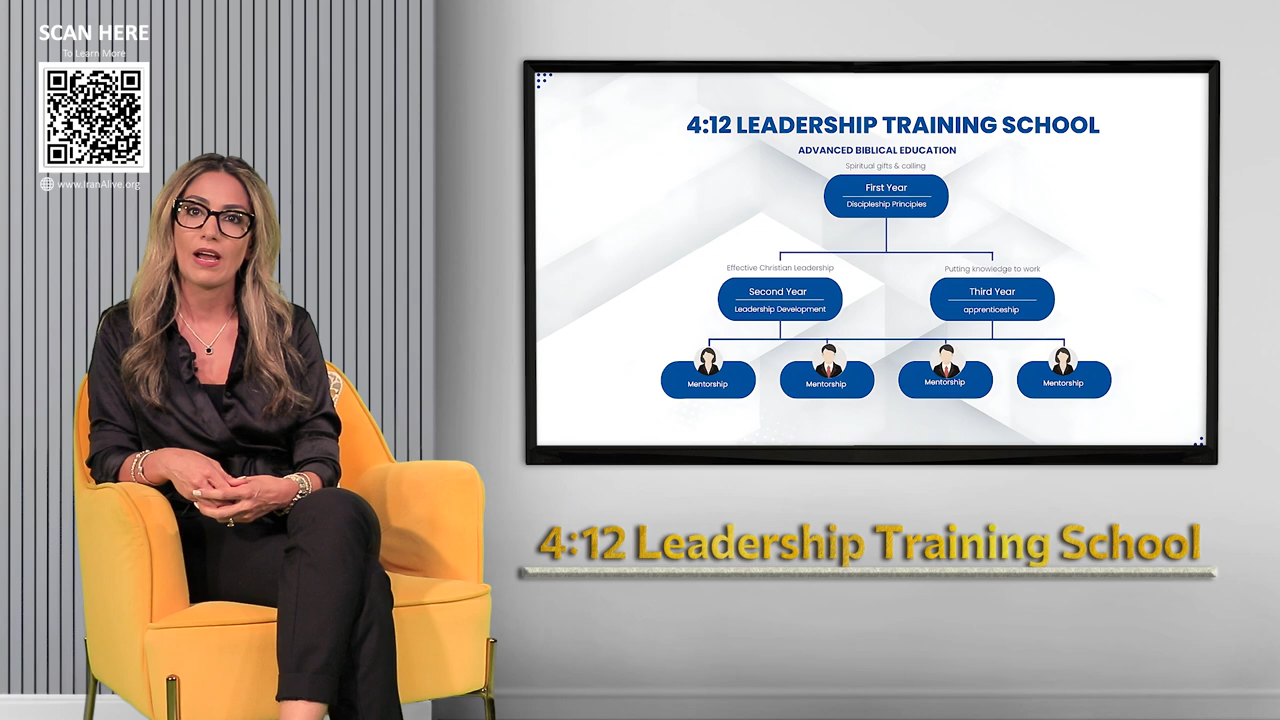 SCAN HERE
To Learn More
www.IranAlive.org
4:12 LEADERSHIP TRAINING SCHOOL
ADVANCED BIBLICAL EDUCATION
Spiritual gifts & calling
First Year
Discipleship Principles
Effective Christian Leadership
Putting knowledge to work
Second Year
Third Year
Leadership Development
apprenticeship
Mentorship
Mentorship
Mentorship
Mentorship
4:12 Leadership Training School